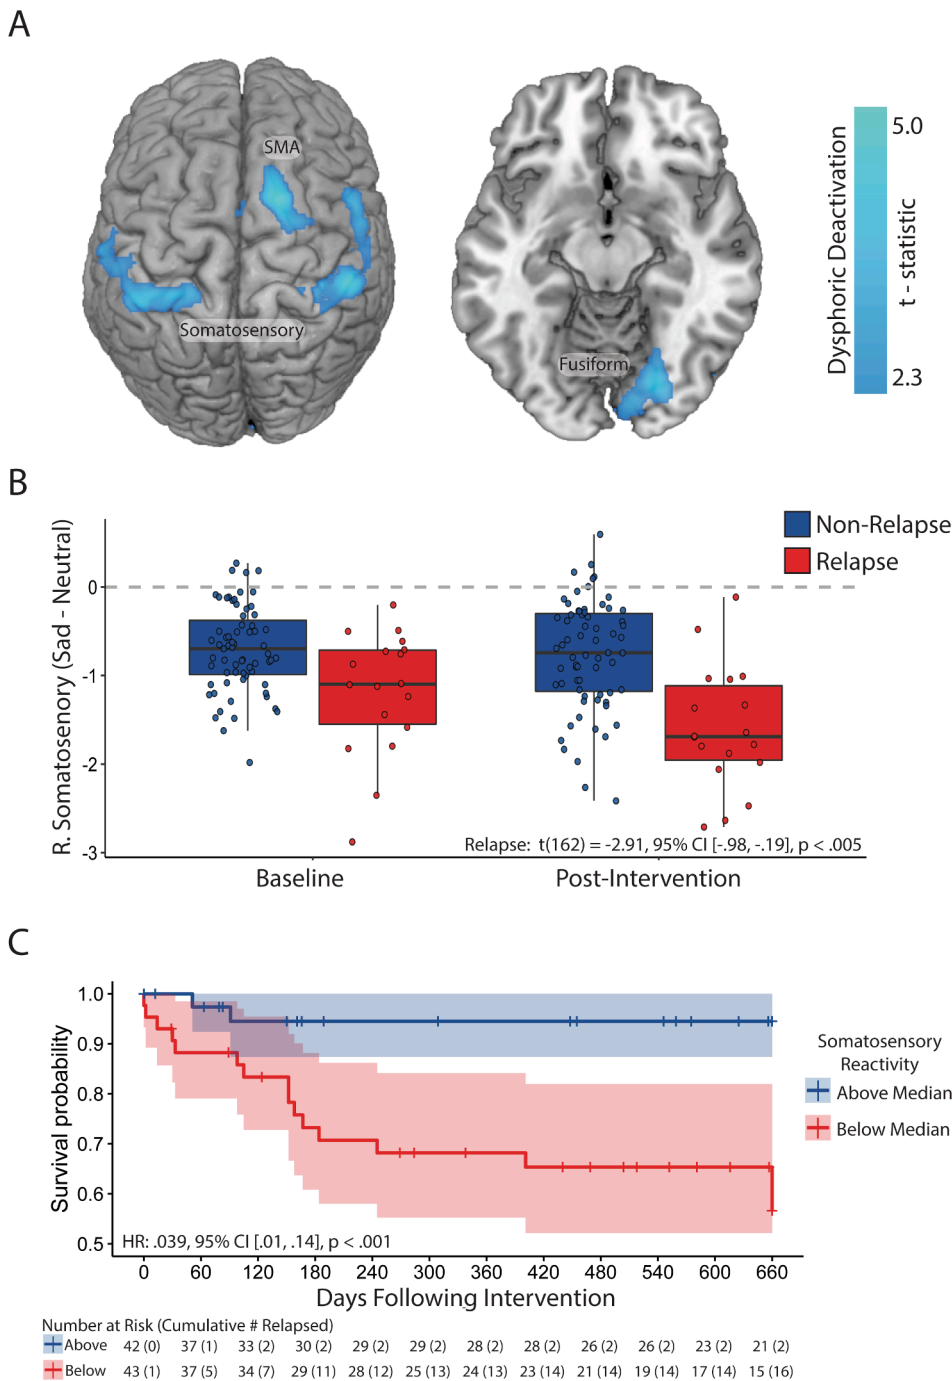 A
SMA
Somatosensory
Fusiform
Dysphoric Deactivation
t - statistic
5.0
2.3
B
R. Somatosenory (Sad - Neutral)
0
-1
-2
-3
Non-Relapse
Relapse
Relapse: t(162) = -2.91, 95% CI [-.98, -.19], p < .005
Baseline
Post-Intervention
C
Survival probability
1.0
0.9
0.8
0.7
0.6
0.5
HR: .039, 95% CI [.01, .14], p < .001
0 60 120 180 240 300 360 420 480 540 600 660
Days Following Intervention
Somatosensory
Reactivity
Above Median
Below Median
Number at Risk (Cumulative # Relapsed)
Above 42 (0) 37 (1) 33 (2) 30 (2) 29 (2) 29 (2) 28 (2) 28 (2) 26 (2) 26 (2) 23 (2) 21 (2)
Below 43 (1) 37 (5) 34 (7) 29 (11) 28 (12) 25 (13) 24 (13) 23 (14) 21 (14) 19 (14) 17 (14) 15 (16)